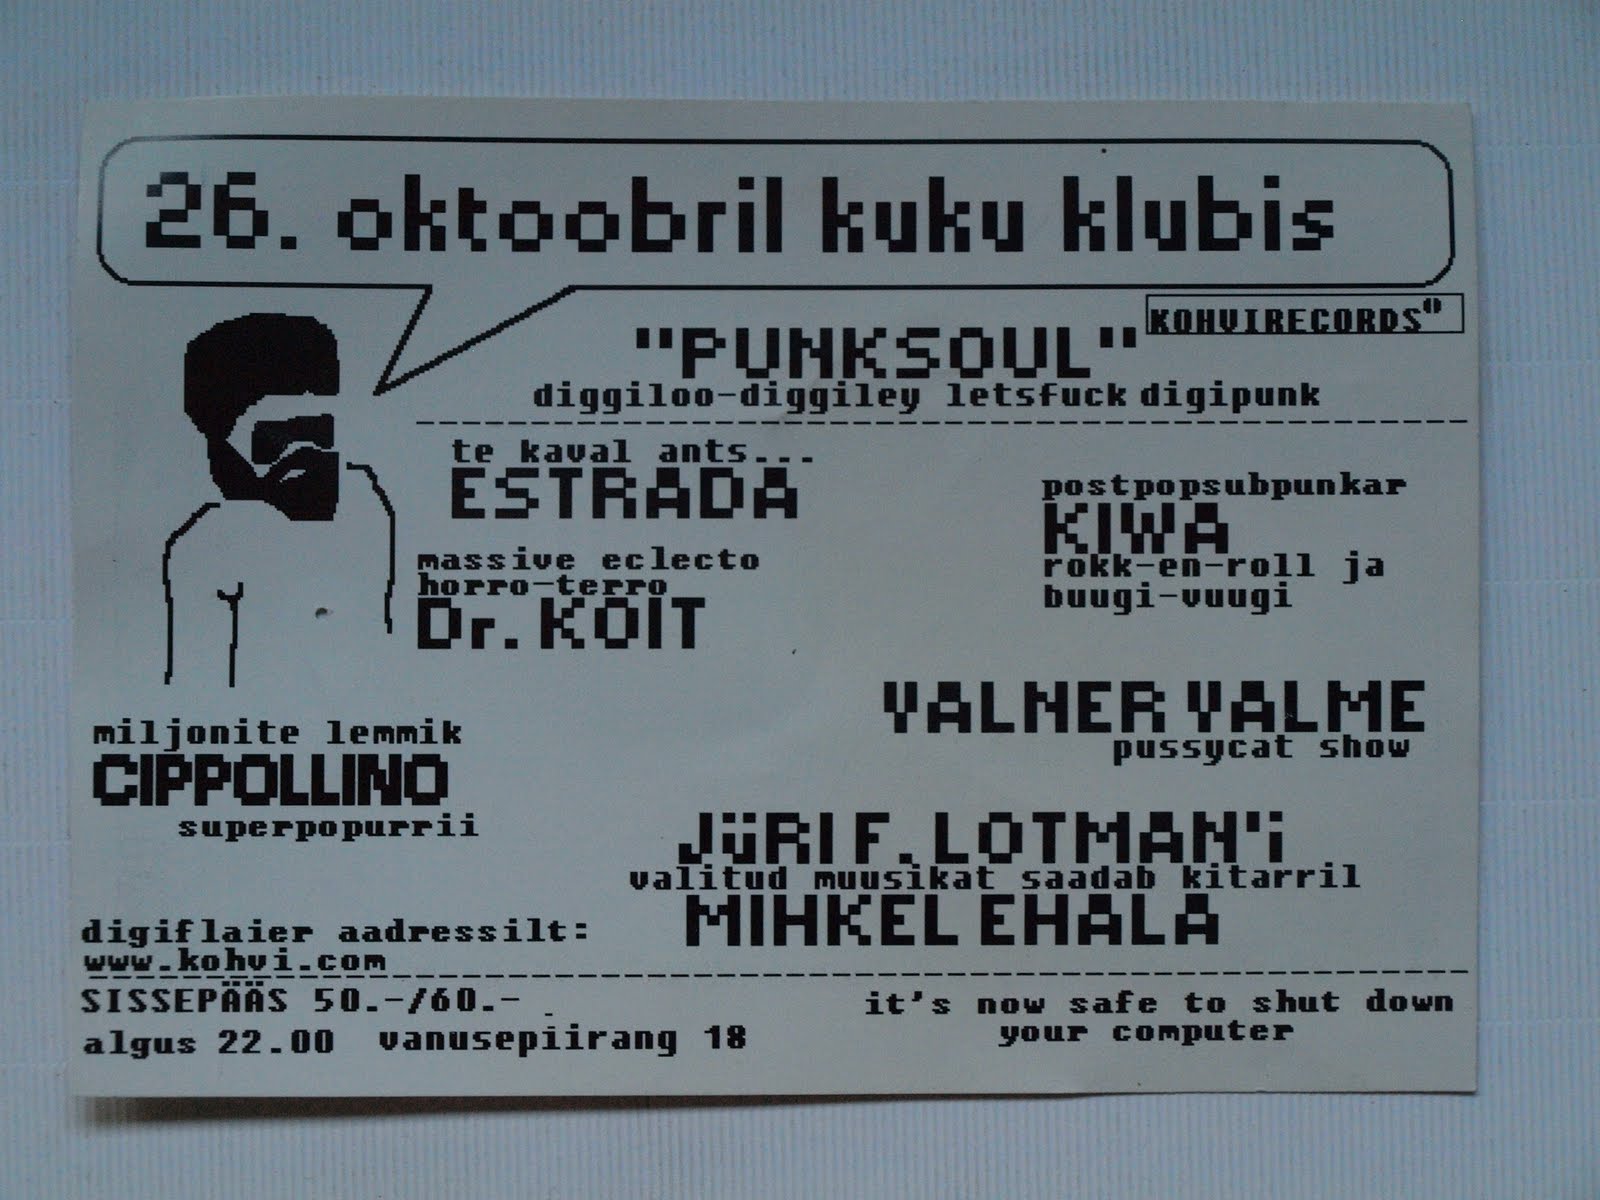 26. oktoobril kuku klubis
KOHVIRECORDS"
"PUNKSOUL"
diggiloo-diggiley letsfuck digipunk
te kaval ants...
ESTRADA
massive eclecto
horro-terro
Dr. KOIT
postpopsubpunkar
KIWA
rokk-en-roll ja
buugi-vuugi
VALNER VALME
pussycat show
miljonite lemmik
CIPPOLLINO
superpopurrii
JüRI F. LOTMAN'i
valitud muusikat saadab kitarril
MIHKEL EHALA
digiflaier aadressilt:
www.kohvi.com
SISSEPÄÄS 50.-/60.-
algus 22.00 vanusepiirang 18
it's now safe to shut down
your computer